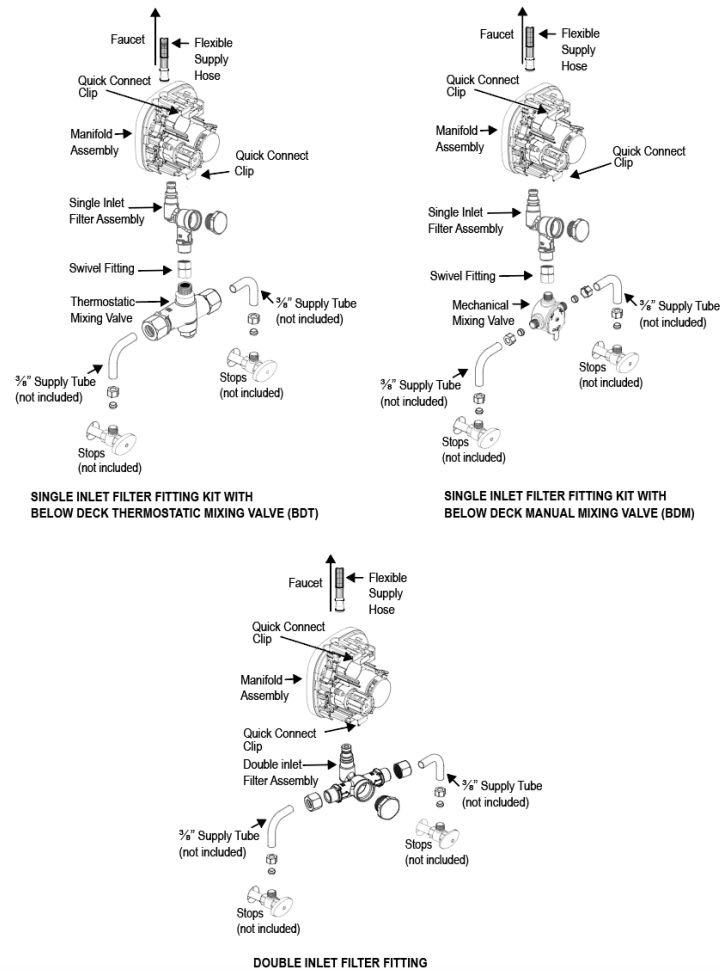 Faucet
Flexible
Supply
Hose
Quick Connect
Clip
Manifold
Assembly
Quick Connect
Clip
Single Inlet
Filter Assembly
Swivel Fitting
Thermostatic
Mixing Valve
⅜" Supply Tube
(not included)
⅜" Supply Tube
(not included)
Stops
(not included)
Stops
(not included)
SINGLE INLET FILTER FITTING KIT WITH
BELOW DECK THERMOSTATIC MIXING VALVE (BDT)
Faucet
Flexible
Supply
Hose
Quick Connect
Clip
Manifold
Assembly
Quick Connect
Clip
Single Inlet
Filter Assembly
Swivel Fitting
Mechanical
Mixing Valve
⅜" Supply Tube
(not included)
Stops
(not included)
⅜" Supply Tube
(not included)
Stops
(not included)
SINGLE INLET FILTER FITTING KIT WITH
BELOW DECK MANUAL MIXING VALVE (BDM)
Faucet
Flexible
Supply
Hose
Quick Connect
Clip
Manifold
Assembly
Quick Connect
Clip
Double inlet
Filter Assembly
⅜" Supply Tube
(not included)
⅜" Supply Tube
(not included)
Stops
(not included)
Stops
(not included)
DOUBLE INLET FILTER FITTING